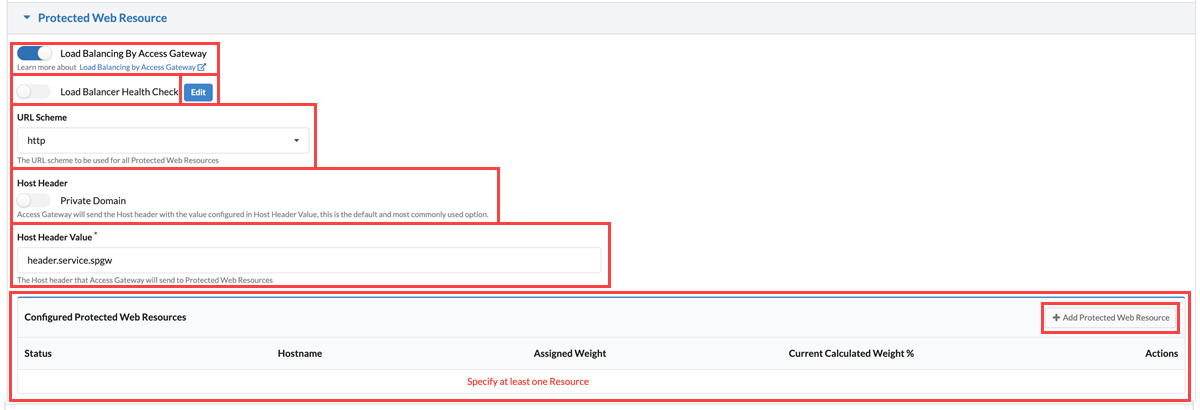 Protected Web Resource
Load Balancing By Access Gateway
Learn more about Load Balancing by Access Gateway
Load Balancer Health Check Edit
URL Scheme
http
The URL scheme to be used for all Protected Web Resources
Host Header
Private Domain
Access Gateway will send the Host header with the value configured in Host Header Value, this is the default and most commonly used option.
Host Header Value *
header.service.spgw
The Host header that Access Gateway will send to Protected Web Resources
Configured Protected Web Resources + Add Protected Web Resource
Status Hostname Assigned Weight Current Calculated Weight % Actions
Specify at least one Resource